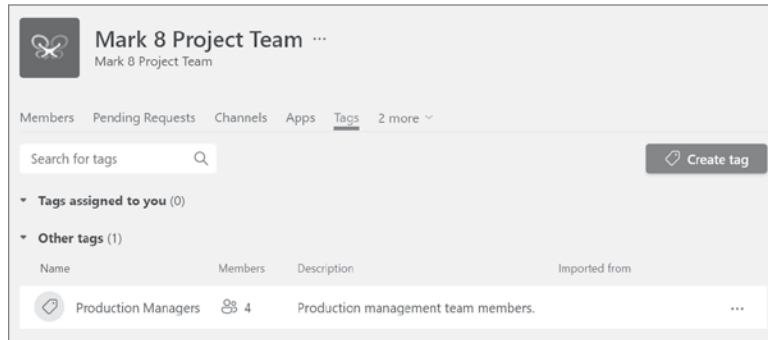 Mark 8 Project Team ...
Mark 8 Project Team
Members Pending Requests Channels Apps Tags 2 more
Search for tags
Create tag
Tags assigned to you (0)
Other tags (1)
Name Members Description Imported from
Production Managers 4 Production management team members. ...